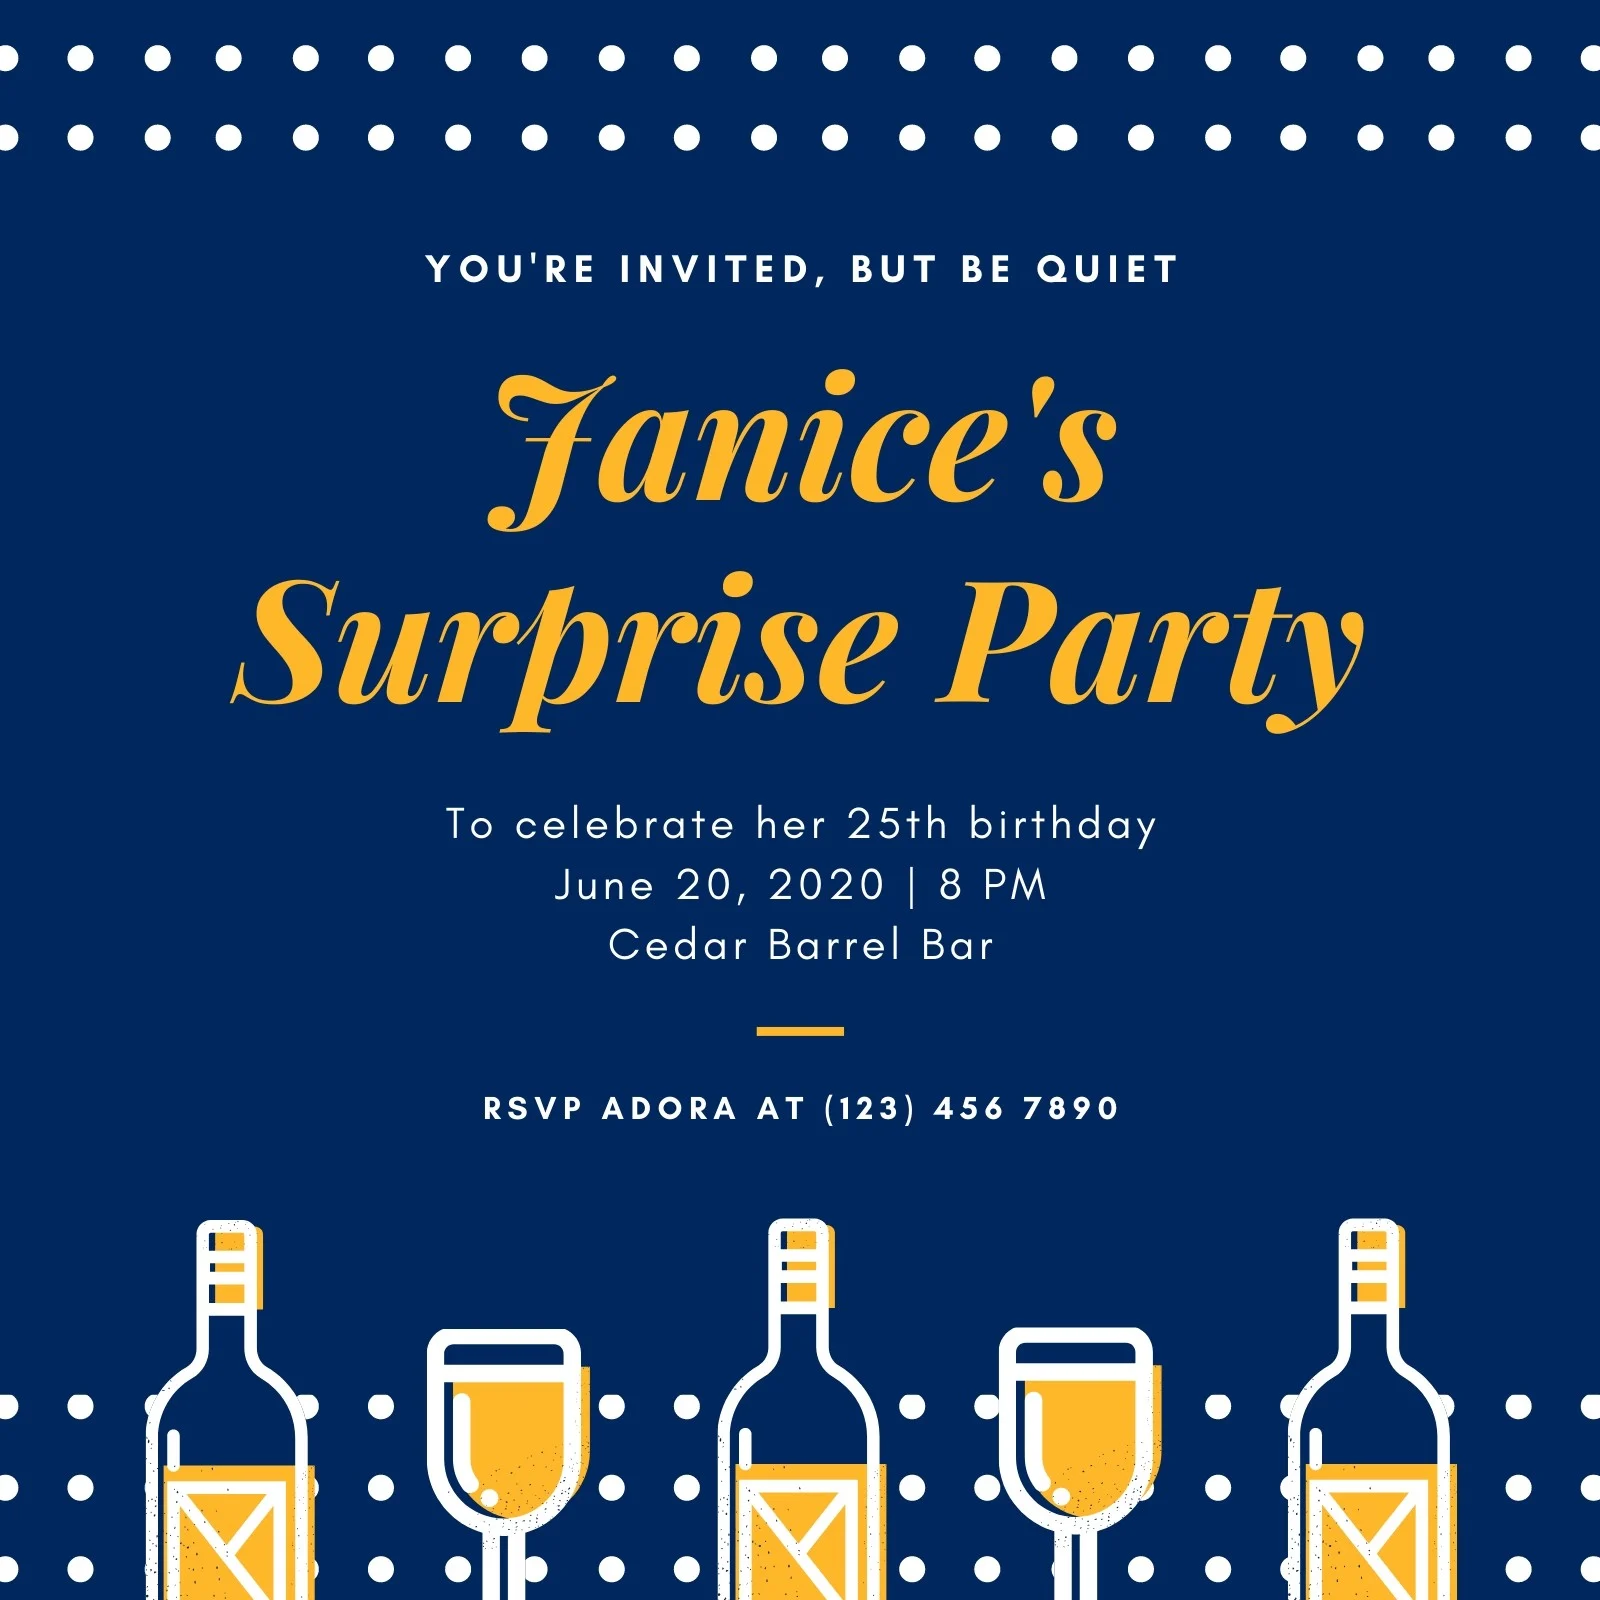 YOU'RE INVITED, BUT BE QUIET
Janice's
Surprise Party
To celebrate her 25th birthday
June 20, 2020 | 8 PM
Cedar Barrel Bar
RSVP ADORA AT (123) 456 7890